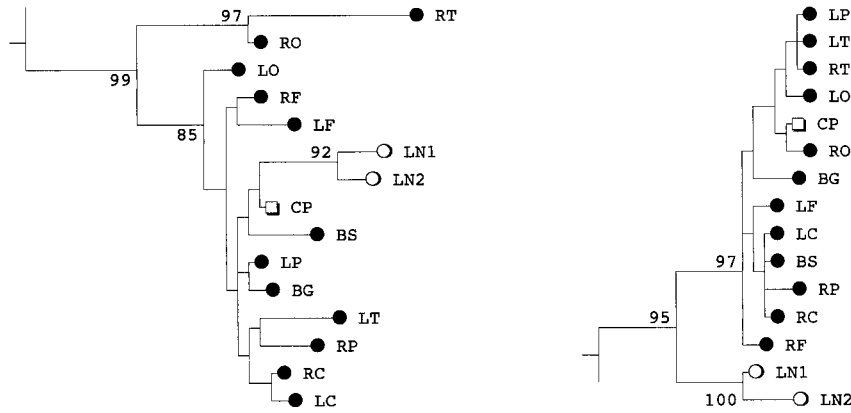 97
RT
RO
99
LO
85
RF
LF
92
LN1
LN2
CP
BS
LP
BG
LT
RP
RC
LC
LP
LT
RT
LO
CP
RO
BG
LF
97
LC
BS
RP
95
RC
RF
LN1
100
LN2